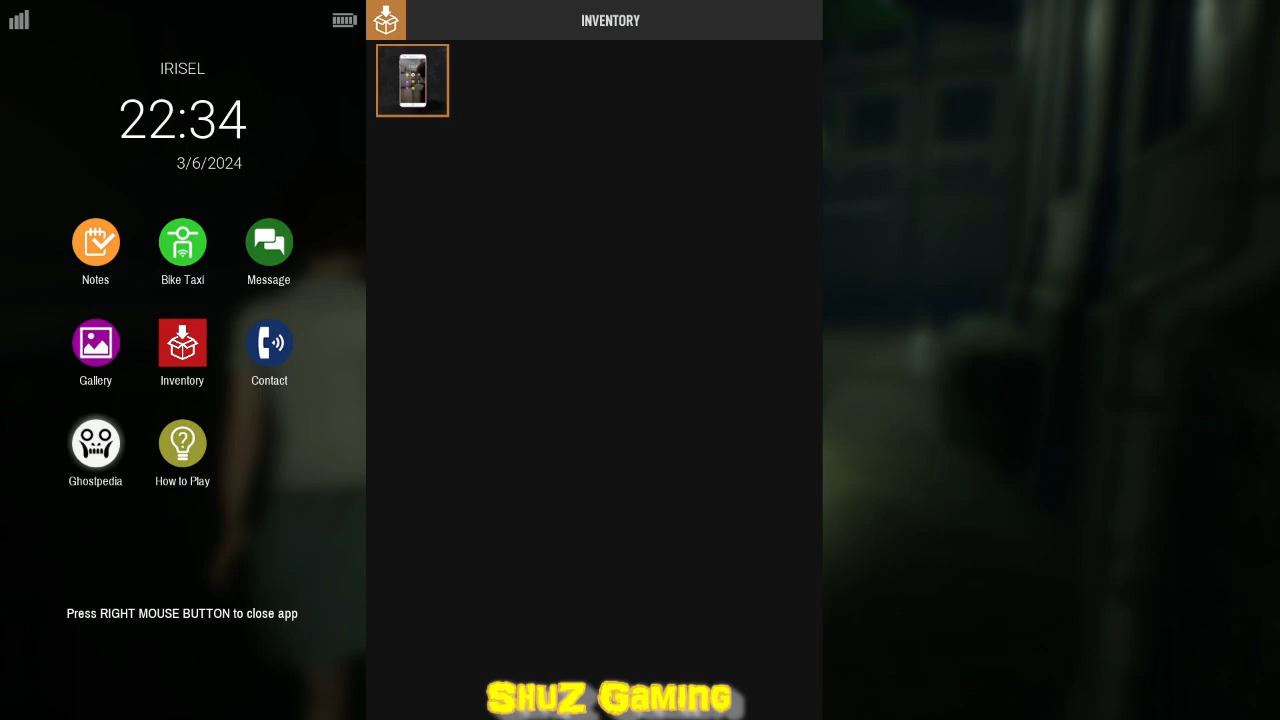 IRISEL
22:34
3/6/2024
Notes
Bike Taxi
Message
Gallery
Inventory
Contact
Ghostpedia
How to Play
Press RIGHT MOUSE BUTTON to close app
INVENTORY
ShuZ Gaming